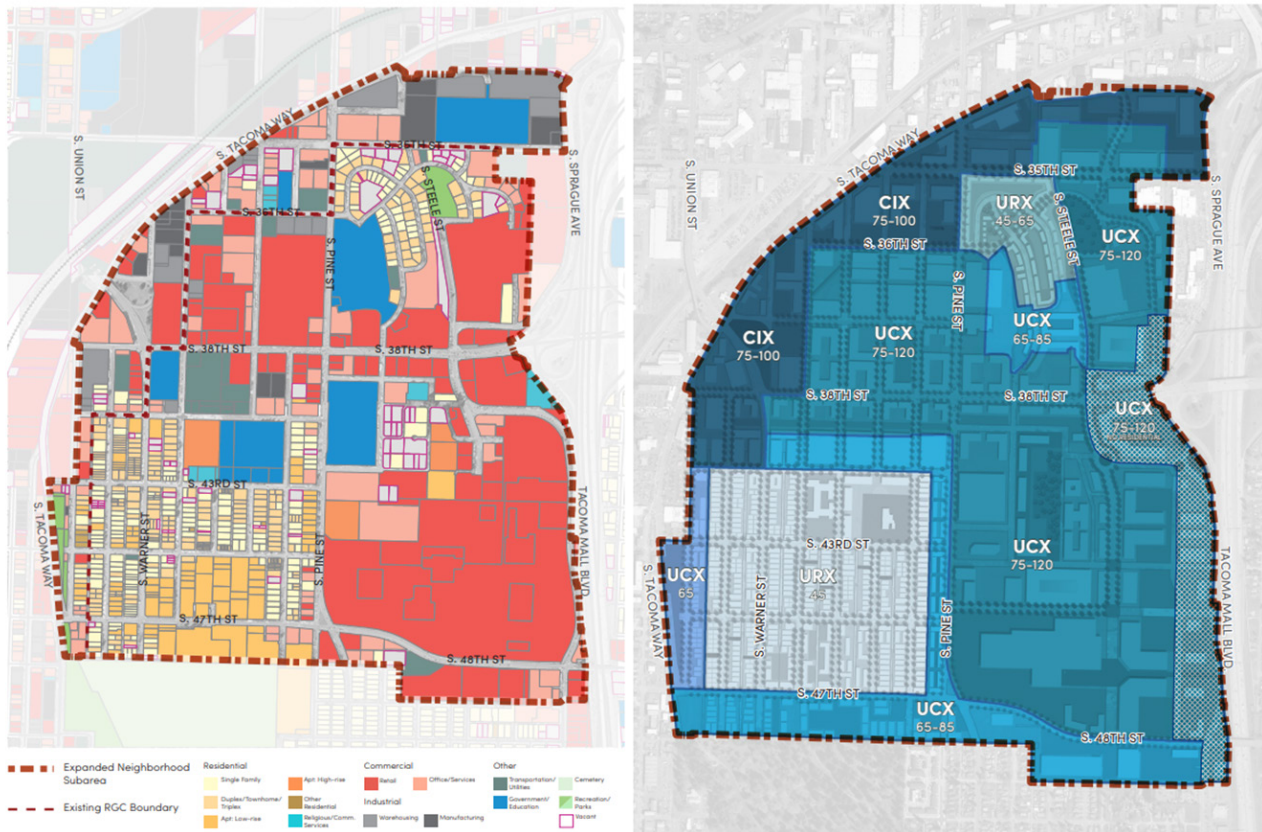 S. TACOMA WAY
S. UNION ST
S. 35TH ST
S. SPRAGUE AVE
S. STEELE ST
S. 36TH ST
S. PINE ST
S. 38TH ST
S. 38TH ST
S. 43RD ST
S. TACOMA WAY
S. WARNER ST
S. PINE ST
TACOMA MALL BLVD
S. 47TH ST
S. 48TH ST
Expanded Neighborhood
Subarea
Existing RGC Boundary
Residential
Single Family
Duplex/Townhome/
Triplex
Apt: Low-rise
Apt: High-rise
Other
Residential
Religious/Comm.
Services
Commercial
Retail
Office/Services
Industrial
Warehousing
Manufacturing
Other
Transportation/
Utilities
Government/
Education
Cemetery
Recreation/
Parks
Vacant
S. TACOMA WAY
S. UNION ST
S. 35TH ST
S. SPRAGUE AVE
CIX
75-100
URX
45-65
S. STEELE ST
UCX
75-120
S. 36TH ST
S. PINE ST
CIX
75-100
UCX
75-120
UCX
65-85
S. 38TH ST
S. 38TH ST
UCX
75-120
NO RESIDENTIAL
S. 43RD ST
UCX
75-120
UCX
65
URX
45
S. TACOMA WAY
S. WARNER ST
S. PINE ST
TACOMA MALL BLVD
S. 47TH ST
UCX
65-85
S. 48TH ST